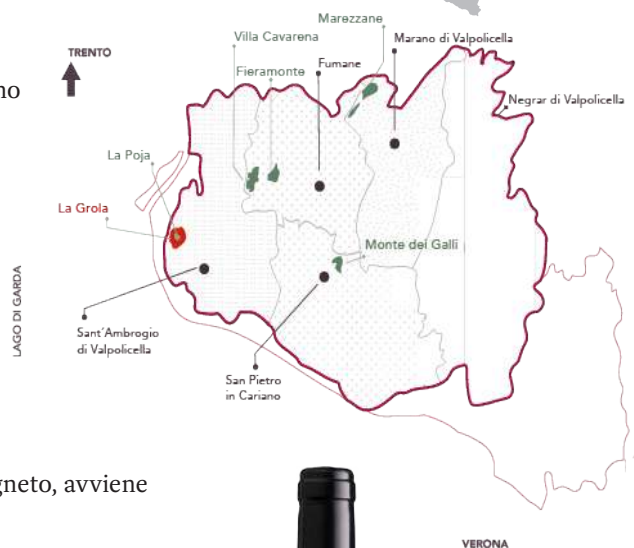 Marezzane
Villa Cavarena
Marano di Valpolicella
TRENTO
Fieramonte
Fumane
no
Negrar di Valpolicella
La Poja
La Grola
Monte dei Galli
LAGO DI GARDA
Sant'Ambrogio
di Valpolicella
San Pietro
in Cariano
gneto, avviene
VERONA